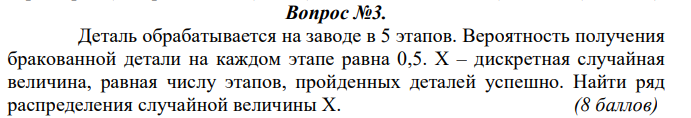 Вопрос №3.
Деталь обрабатывается на заводе в 5 этапов. Вероятность получения
бракованной детали на каждом этапе равна 0,5. X – дискретная случайная
величина, равная числу этапов, пройденных деталей успешно. Найти ряд
распределения случайной величины X. (8 баллов)